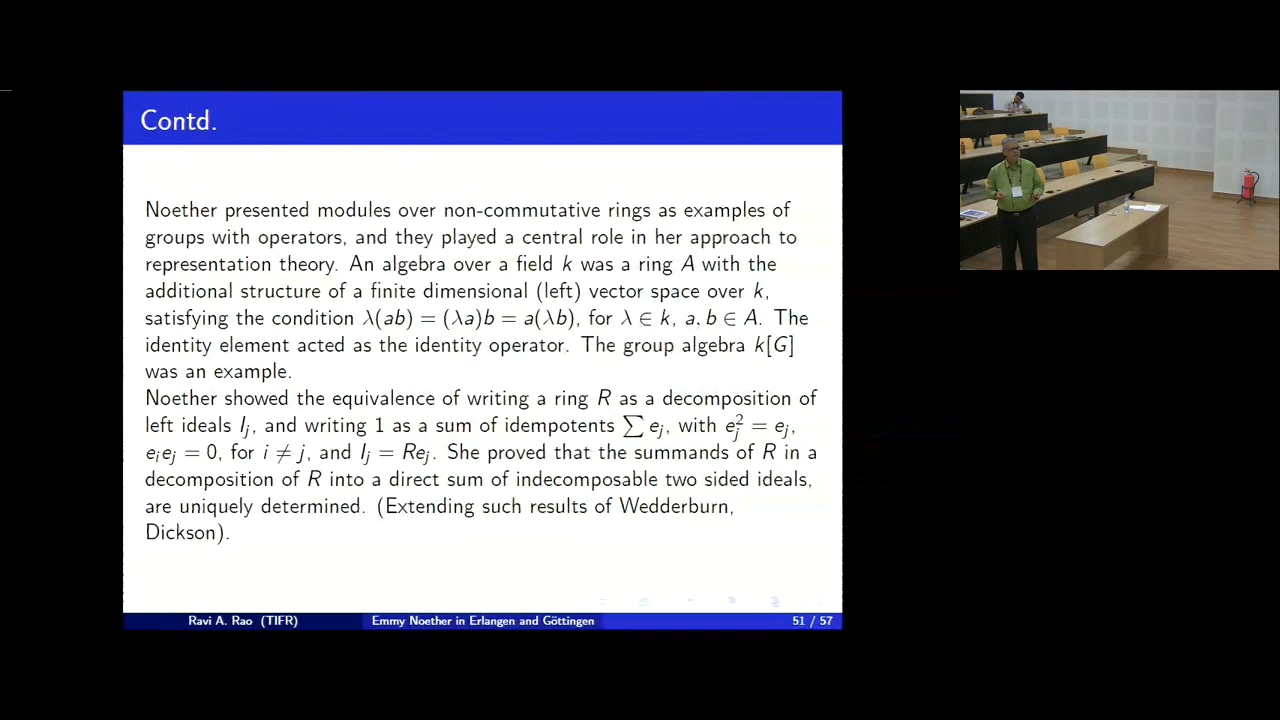 Contd.
Noether presented modules over non-commutative rings as examples of
groups with operators, and they played a central role in her approach to
representation theory. An algebra over a field k was a ring A with the
additional structure of a finite dimensional (left) vector space over k,
satisfying the condition λ(ab) = (λa)b = a(λb), for λ ∈ k, a, b ∈ A. The
identity element acted as the identity operator. The group algebra k[G]
was an example.
Noether showed the equivalence of writing a ring R as a decomposition of
left ideals I_j, and writing 1 as a sum of idempotents ∑ e_j, with e_j^2 = e_j,
e_i e_j = 0, for i ≠ j, and I_j = Re_j. She proved that the summands of R in a
decomposition of R into a direct sum of indecomposable two sided ideals,
are uniquely determined. (Extending such results of Wedderburn,
Dickson).
Ravi A. Rao (TIFR) Emmy Noether in Erlangen and Göttingen 51 / 57